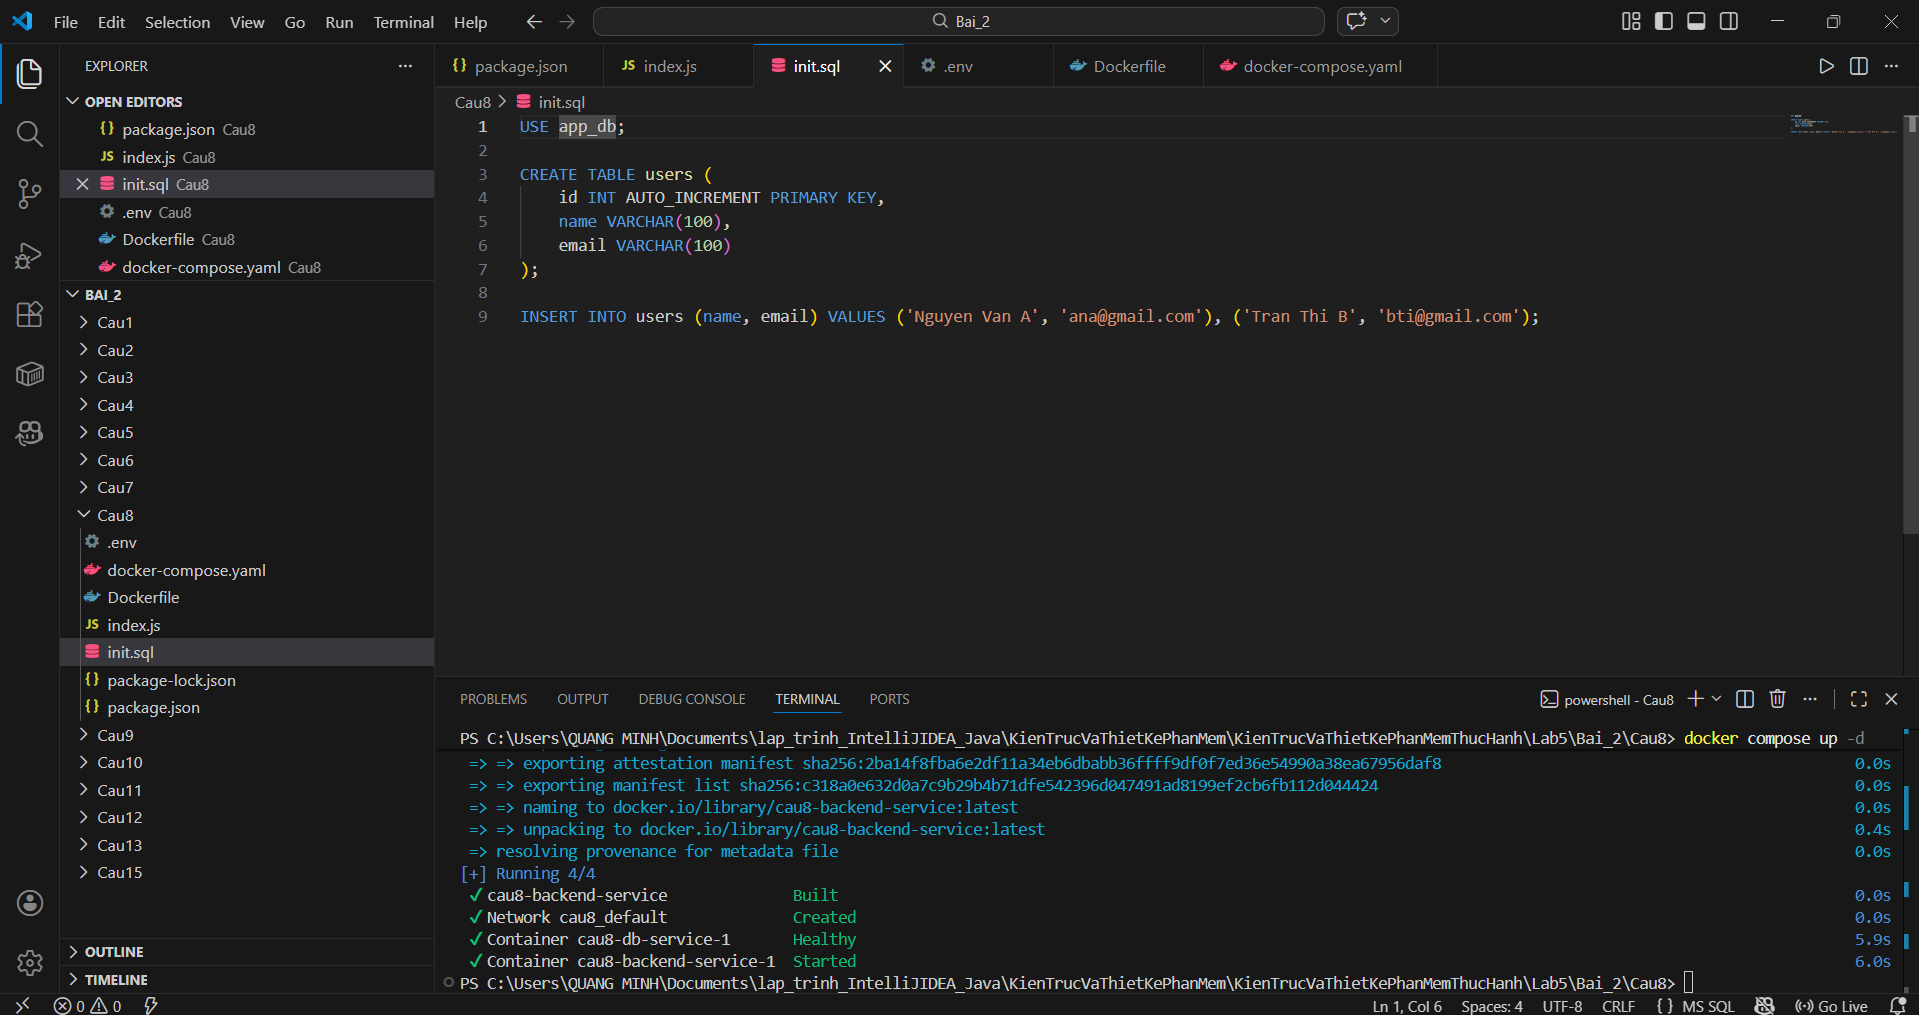 File Edit Selection View Go Run Terminal Help
Bai_2
EXPLORER
OPEN EDITORS
package.json Cau8
index.js Cau8
init.sql Cau8
.env Cau8
Dockerfile Cau8
docker-compose.yaml Cau8
BAI_2
Cau1
Cau2
Cau3
Cau4
Cau5
Cau6
Cau7
Cau8
.env
docker-compose.yaml
Dockerfile
index.js
init.sql
package-lock.json
package.json
Cau9
Cau10
Cau11
Cau12
Cau13
Cau15
OUTLINE
TIMELINE
package.json index.js init.sql .env Dockerfile docker-compose.yaml
Cau8 > init.sql
1 USE app_db;
2
3 CREATE TABLE users (
4 id INT AUTO_INCREMENT PRIMARY KEY,
5 name VARCHAR(100),
6 email VARCHAR(100)
7 );
8
9 INSERT INTO users (name, email) VALUES ('Nguyen Van A', 'ana@gmail.com'), ('Tran Thi B', 'bti@gmail.com');
PROBLEMS OUTPUT DEBUG CONSOLE TERMINAL PORTS
powershell - Cau8
PS C:\Users\QUANG MINH\Documents\lap_trinh_IntelliJIDEA_Java\KienTrucVaThietKePhanMem\KienTrucVaThietKePhanMemThucHanh\Lab5\Bai_2\Cau8> docker compose up -d
=> => exporting attestation manifest sha256:2ba14f8fba6e2df11a34eb6dbabb36ffff9df0f7ed36e54990a38ea67956daf8 0.0s
=> => exporting manifest list sha256:c318a0e632d0a7c9b29b4b71dfe542396d047491ad8199ef2cb6fb112d044424 0.0s
=> => naming to docker.io/library/cau8-backend-service:latest 0.0s
=> => unpacking to docker.io/library/cau8-backend-service:latest 0.4s
=> resolving provenance for metadata file 0.0s
[+] Running 4/4
✔ cau8-backend-service Built 0.0s
✔ Network cau8_default Created 0.0s
✔ Container cau8-db-service-1 Healthy 5.9s
✔ Container cau8-backend-service-1 Started 6.0s
PS C:\Users\QUANG MINH\Documents\lap_trinh_IntelliJIDEA_Java\KienTrucVaThietKePhanMem\KienTrucVaThietKePhanMemThucHanh\Lab5\Bai_2\Cau8>
0 0 Ln 1, Col 6 Spaces: 4 UTF-8 CRLF {} MS SQL Go Live